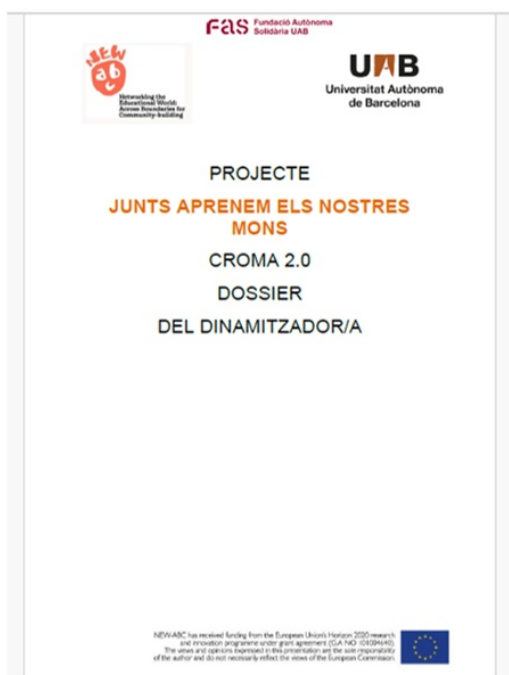 Fas Fundació Autònoma
Solidària UAB
NEW
abc
Networking the
Educational World:
Across Boundaries for
Community-building
UAB
Universitat Autònoma
de Barcelona
PROJECTE
JUNTS APRENEM ELS NOSTRES
MONS
CROMA 2.0
DOSSIER
DEL DINAMITZADOR/A
NEW-ABC has received funding from the European Union's Horizon 2020 research
and innovation programme under grant agreement (G.A NO 101004640).
The views and opinions expressed in this presentation are the sole responsibility
of the author and do not necessarily reflect the views of the European Commission.